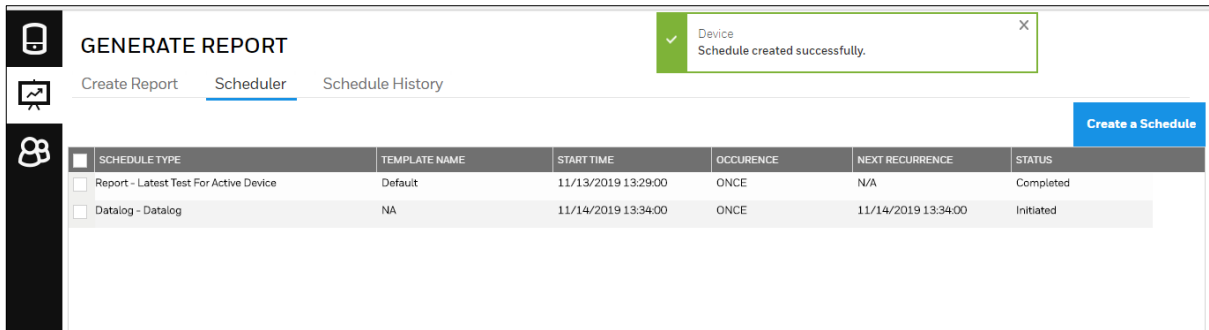 GENERATE REPORT
Device
Schedule created successfully.
Create Report Scheduler Schedule History
Create a Schedule
SCHEDULE TYPE TEMPLATE NAME START TIME OCCURENCE NEXT RECURRENCE STATUS
Report - Latest Test For Active Device Default 11/13/2019 13:29:00 ONCE N/A Completed
Datalog - Datalog NA 11/14/2019 13:34:00 ONCE 11/14/2019 13:34:00 Initiated